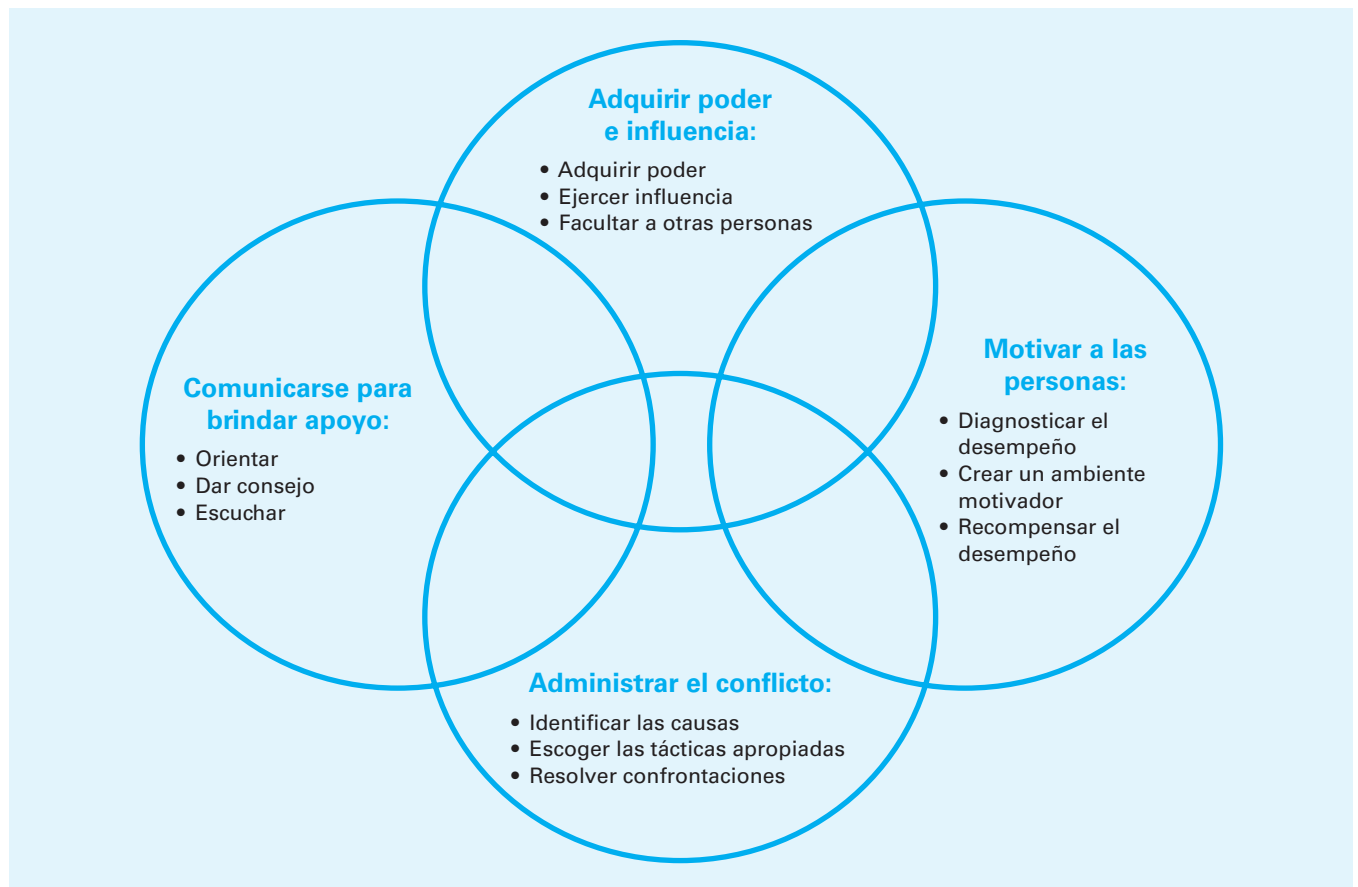 Adquirir poder
e influencia:
• Adquirir poder
• Ejercer influencia
• Facultar a otras personas
Comunicarse para
brindar apoyo:
• Orientar
• Dar consejo
• Escuchar
Motivar a las
personas:
• Diagnosticar el
desempeño
• Crear un ambiente
motivador
• Recompensar el
desempeño
Administrar el conflicto:
• Identificar las causas
• Escoger las tácticas apropiadas
• Resolver confrontaciones